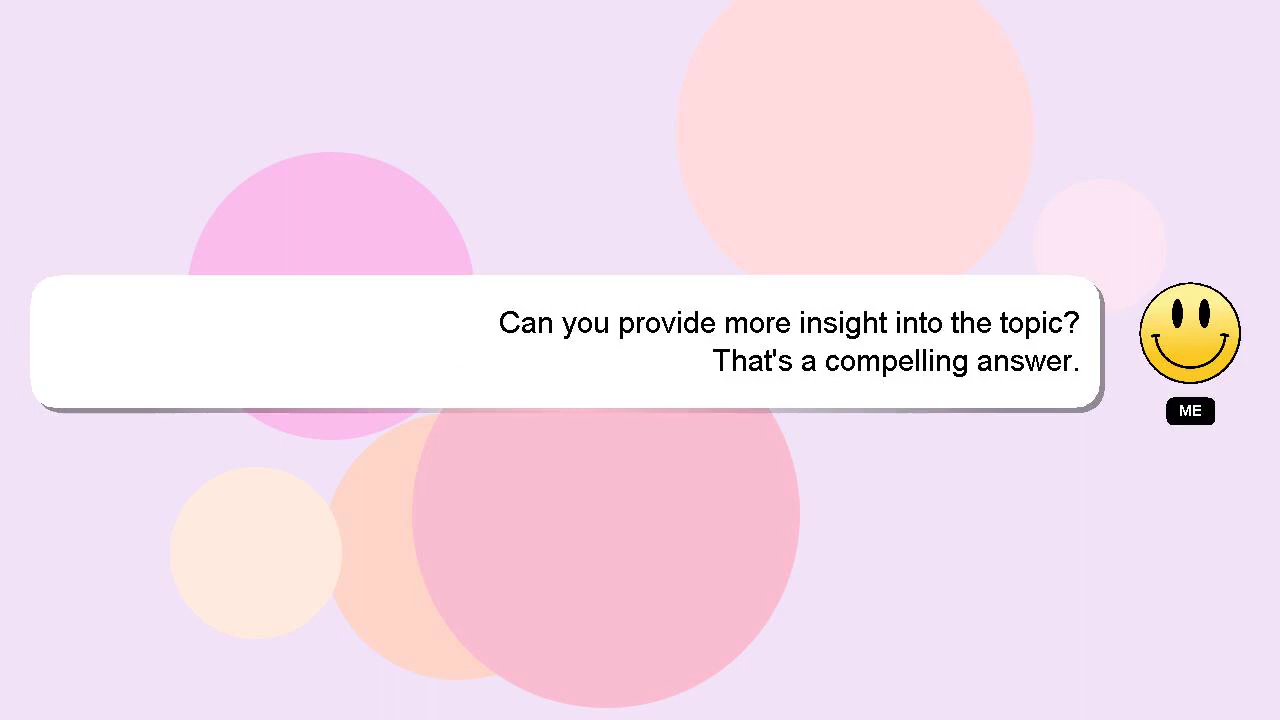 Can you provide more insight into the topic?
That's a compelling answer.
ME